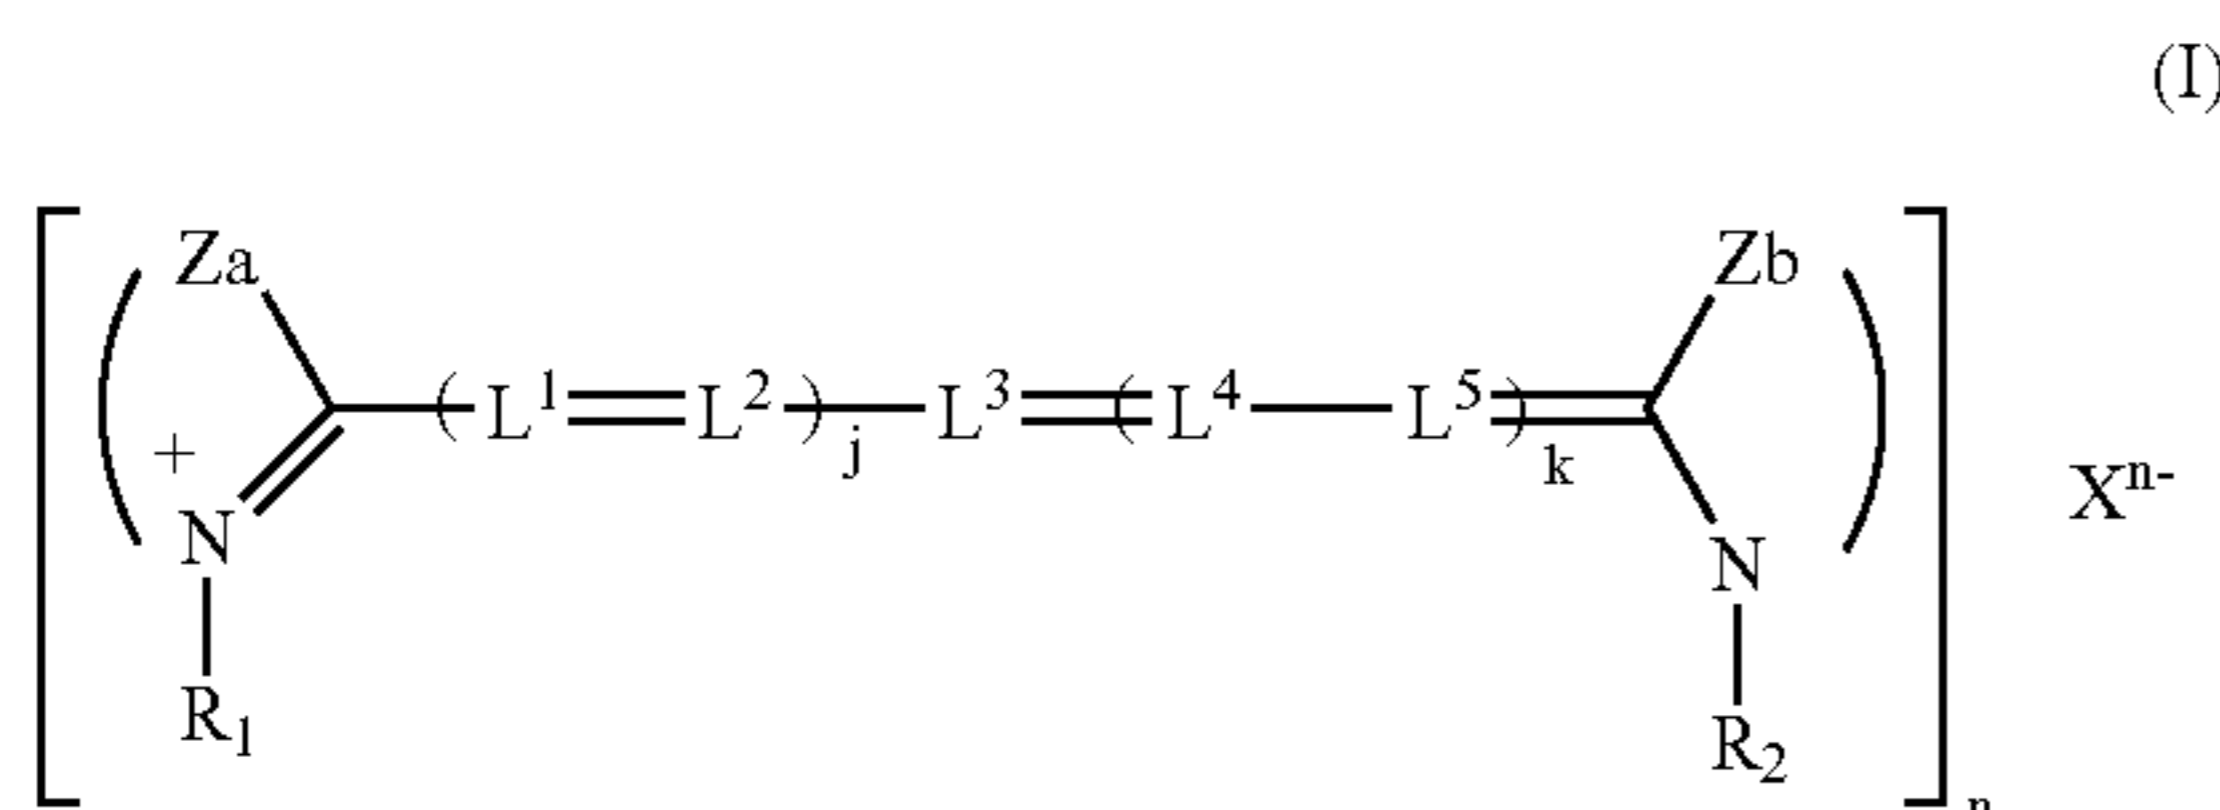 (I)
Za Zb
( L¹ L² )j L³ ( L⁴ L⁵ )k
+
N N
Xⁿ⁻
R₁ R₂
n